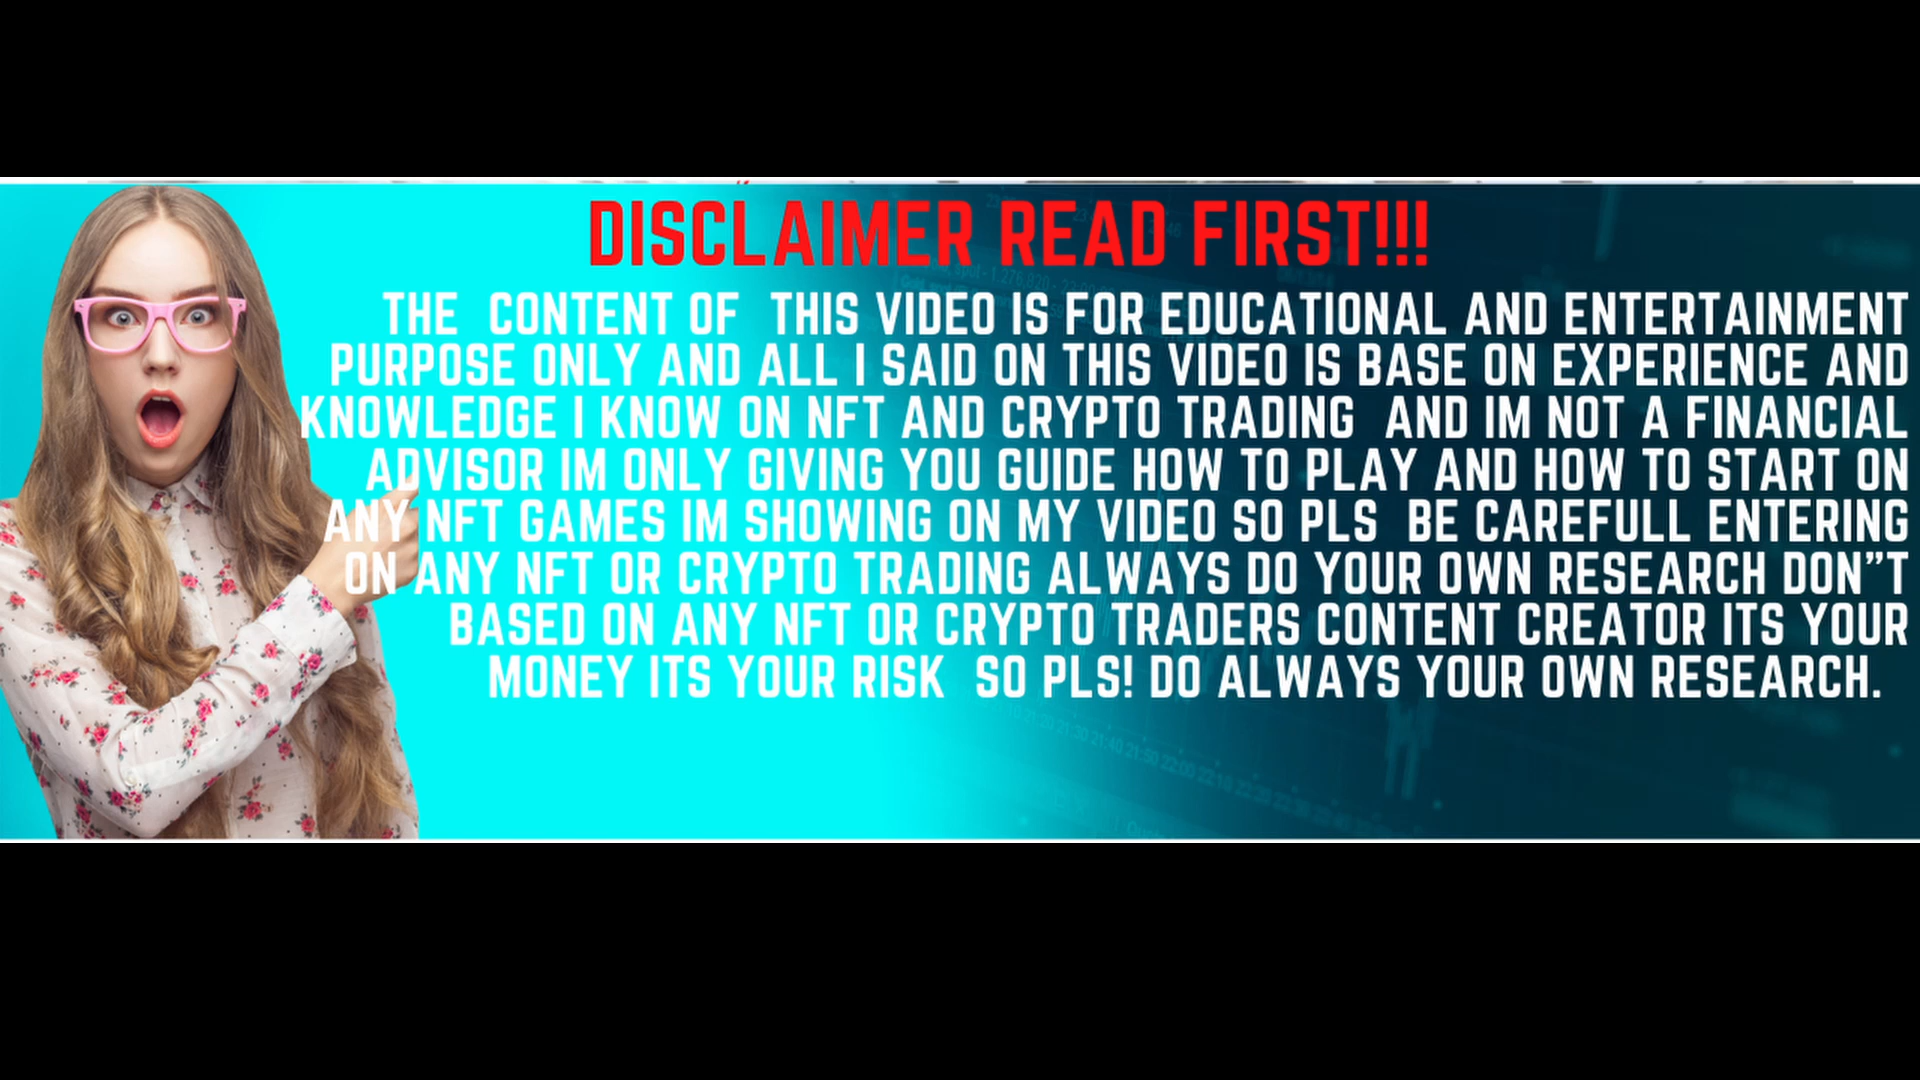 DISCLAIMER READ FIRST!!!
THE CONTENT OF THIS VIDEO IS FOR EDUCATIONAL AND ENTERTAINMENT
PURPOSE ONLY AND ALL I SAID ON THIS VIDEO IS BASE ON EXPERIENCE AND
KNOWLEDGE I KNOW ON NFT AND CRYPTO TRADING AND IM NOT A FINANCIAL
ADVISOR IM ONLY GIVING YOU GUIDE HOW TO PLAY AND HOW TO START ON
ANY NFT GAMES IM SHOWING ON MY VIDEO SO PLS BE CAREFULL ENTERING
ON ANY NFT OR CRYPTO TRADING ALWAYS DO YOUR OWN RESEARCH DON"T
BASED ON ANY NFT OR CRYPTO TRADERS CONTENT CREATOR ITS YOUR
MONEY ITS YOUR RISK SO PLS! DO ALWAYS YOUR OWN RESEARCH.